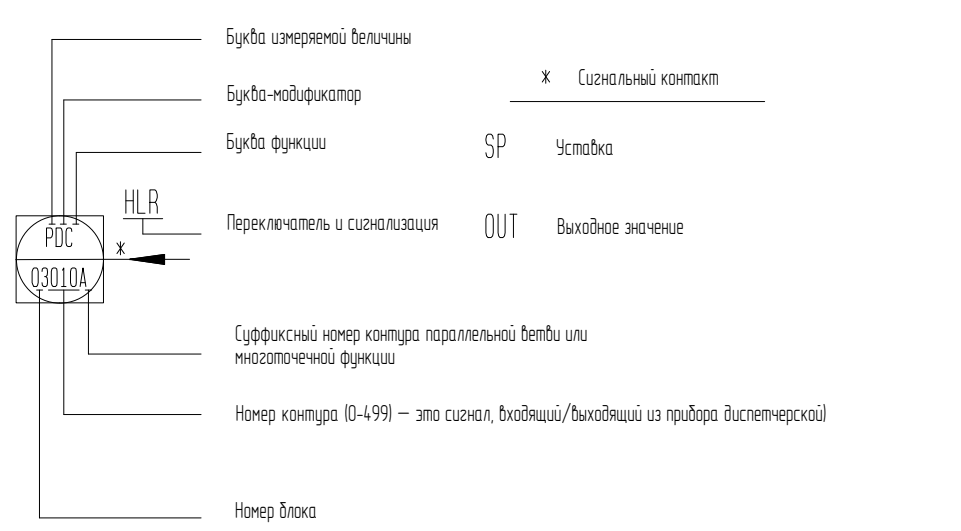 Буква измеряемой величины
* Сигнальный контакт
Буква-модификатор
Буква функции
SP Уставка
HLR
Переключатель и сигнализация
OUT Выходное значение
PDC
*
03010A
Суффиксный номер контура параллельной ветви или
многоточечной функции
Номер контура (0-499) — это сигнал, входящий/выходящий из прибора диспетчерской)
Номер блока